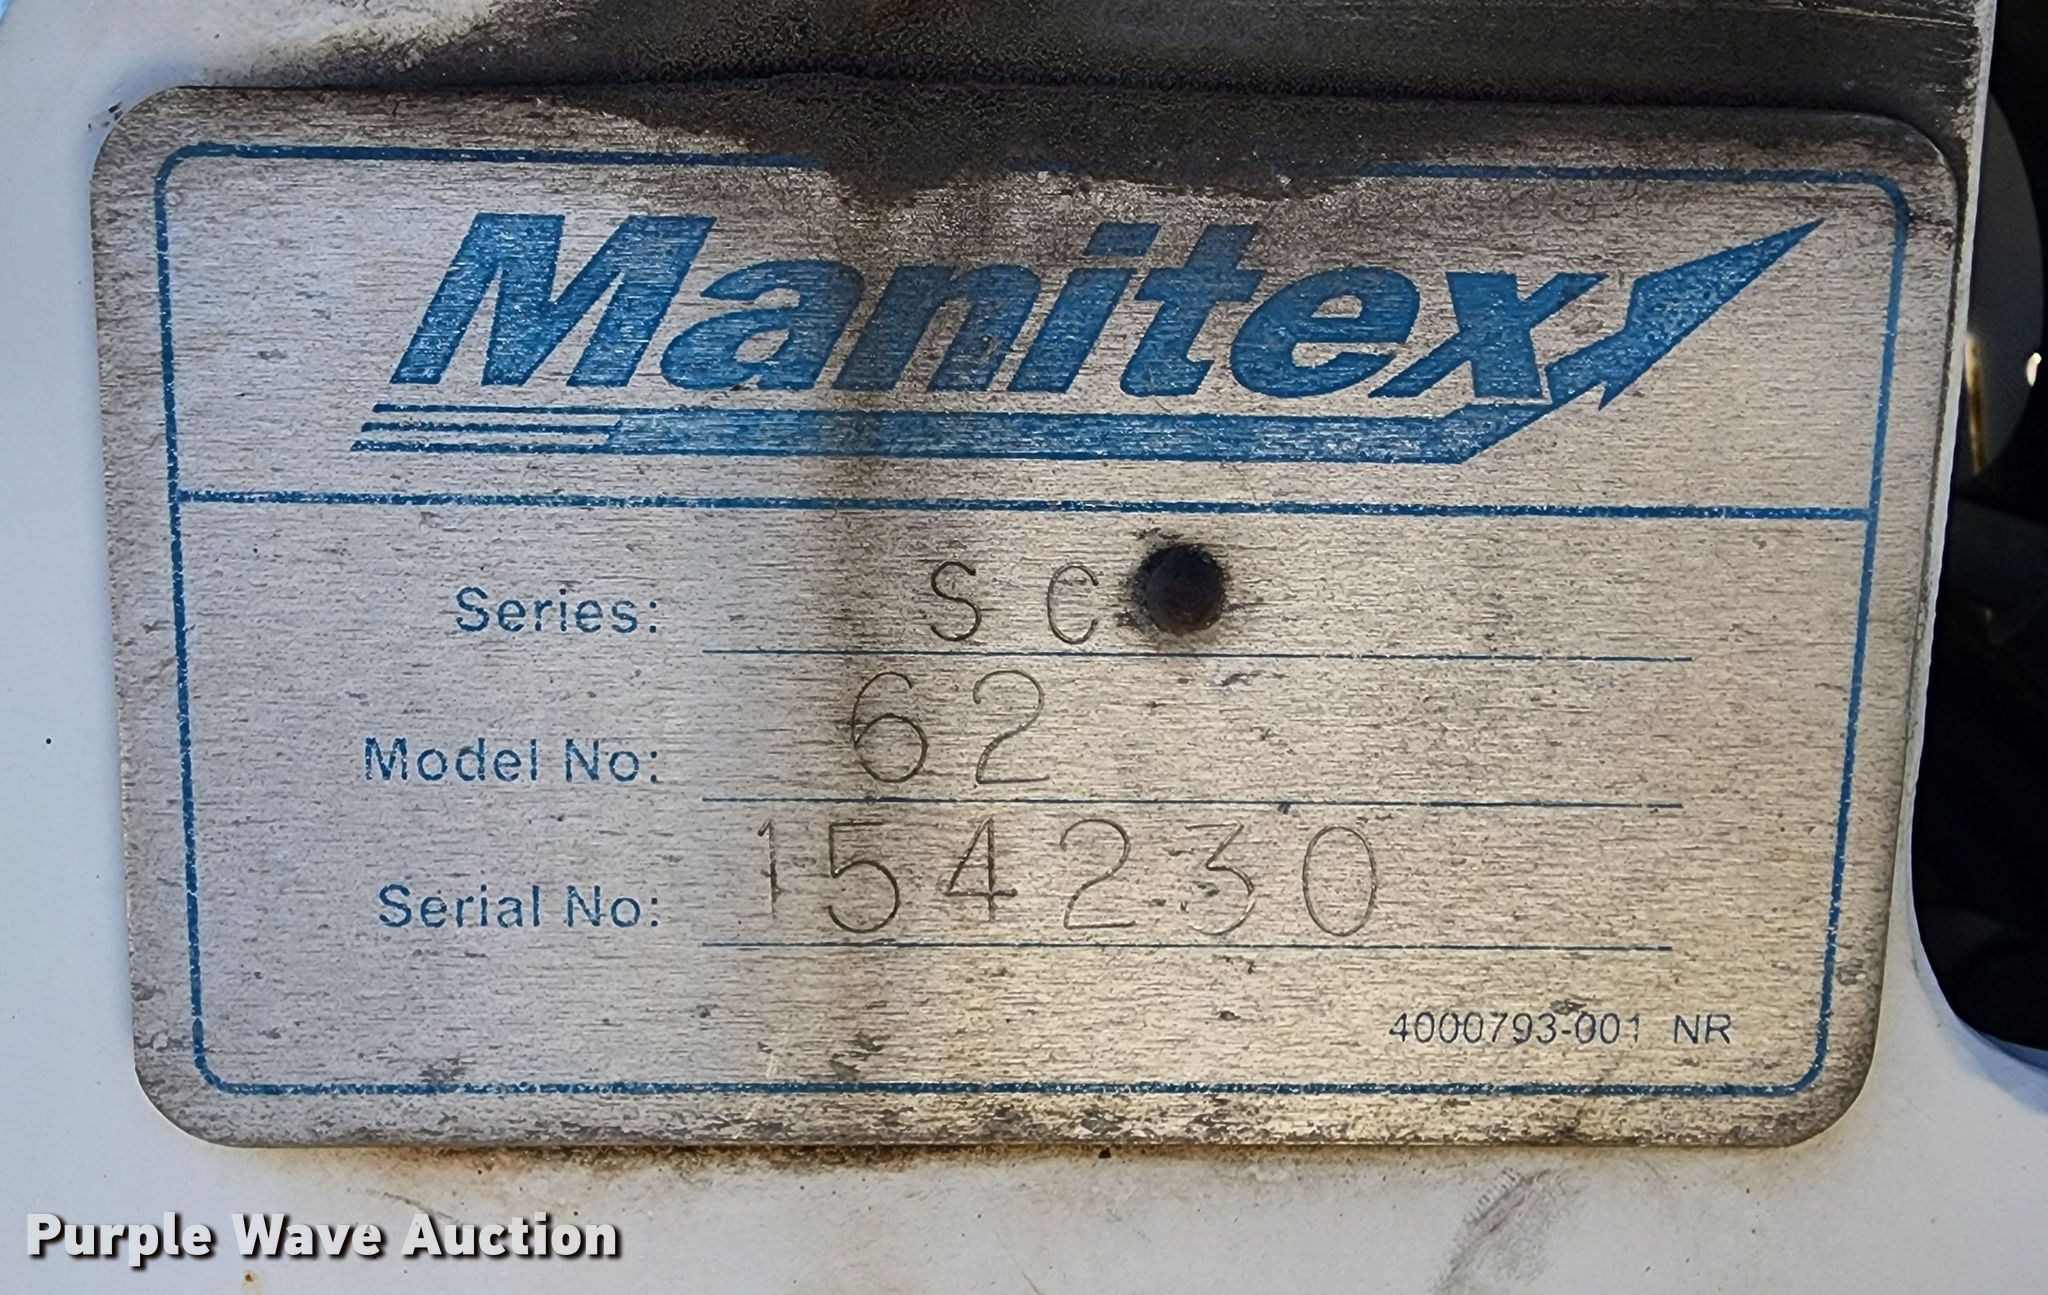 Manitex
Series: SC
Model No: 62
Serial No: 154230
4000793-001 NR
Purple Wave Auction